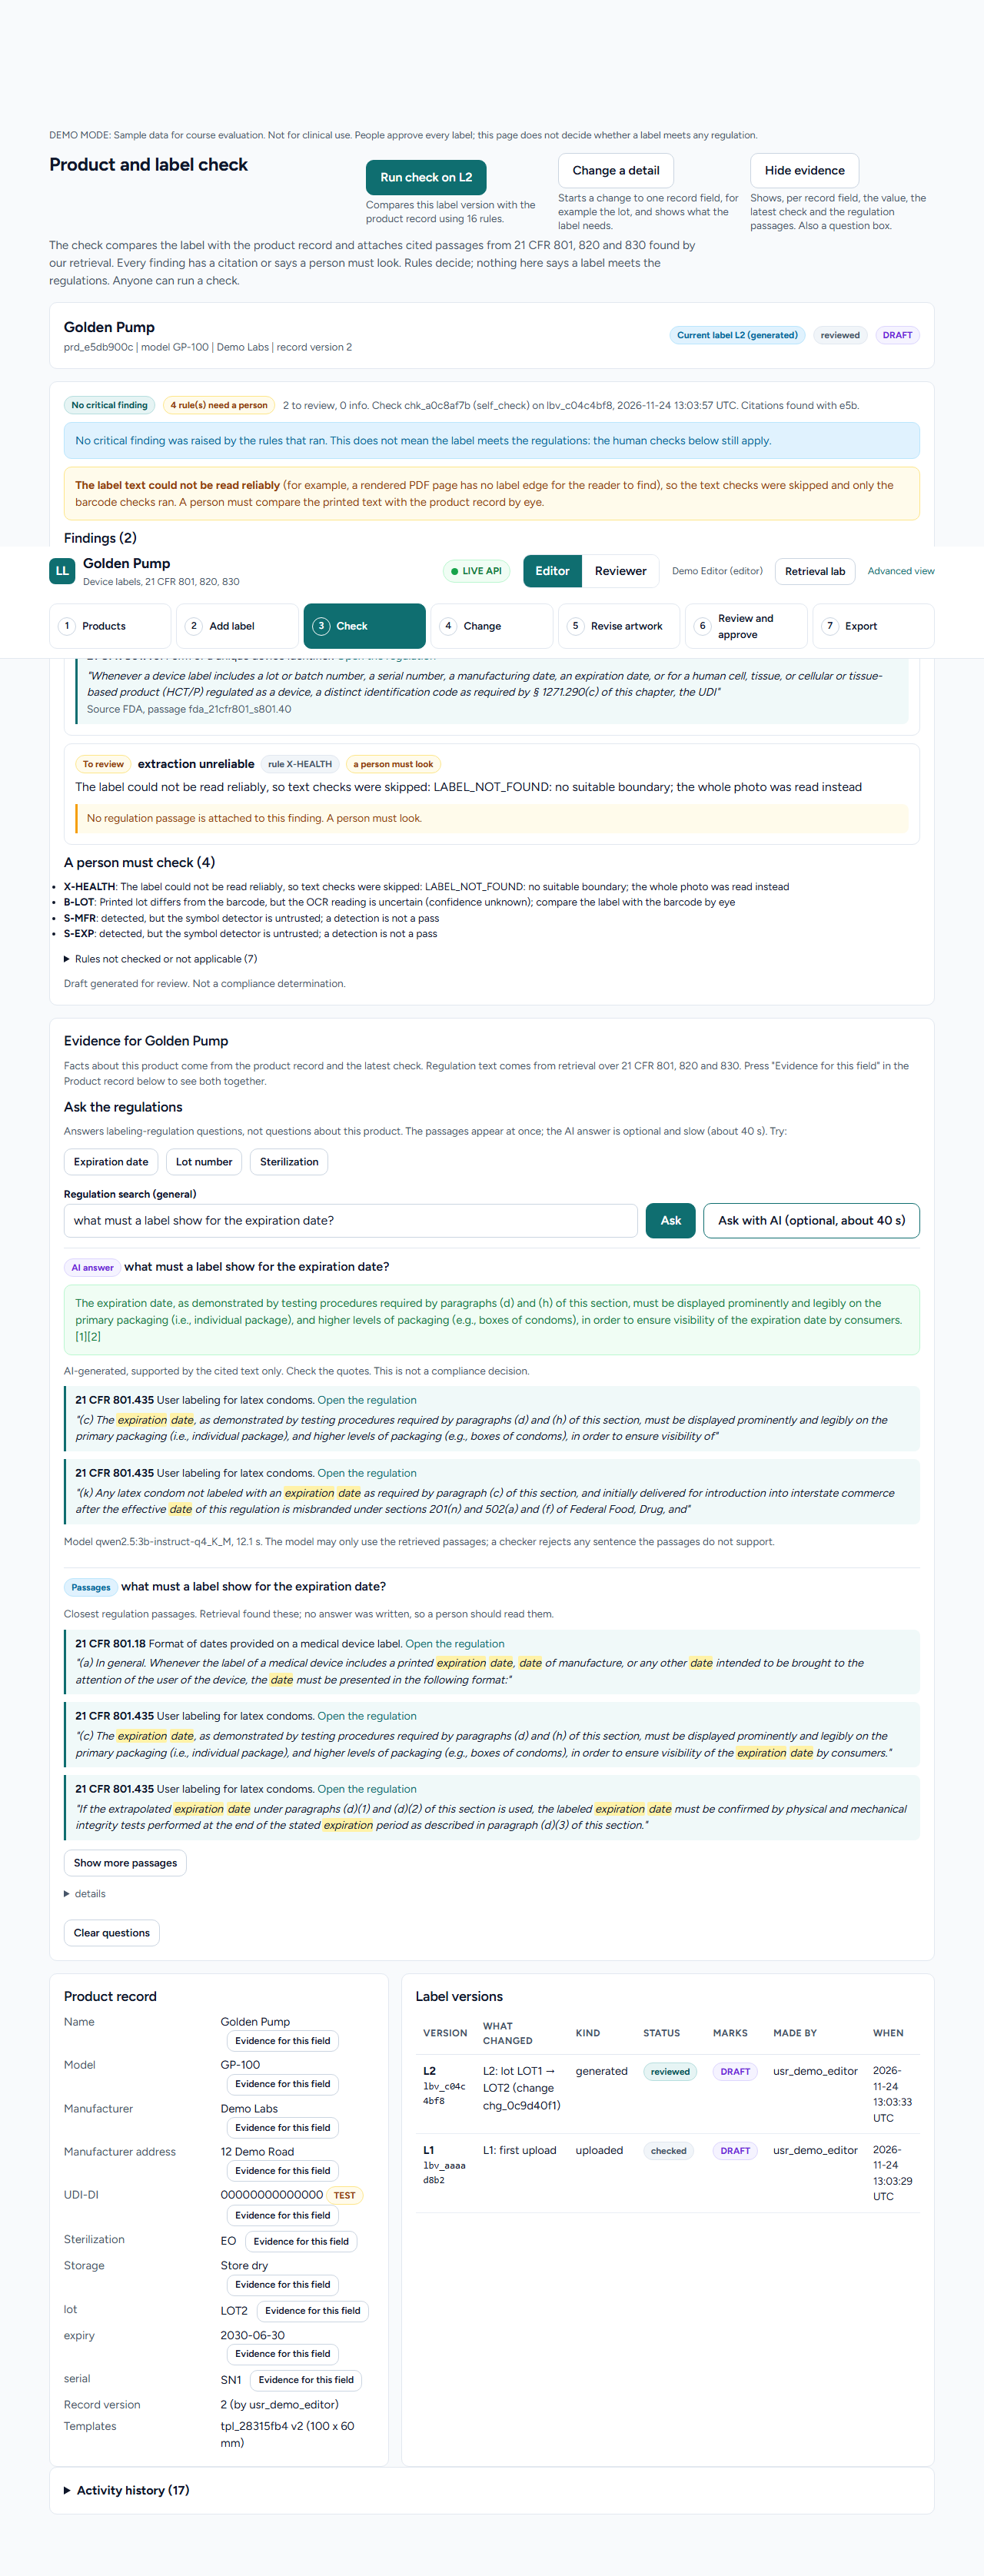 DEMO MODE: Sample data for course evaluation. Not for clinical use. People approve every label; this page does not decide whether a label meets any regulation.
Product and label check
Run check on L2
Compares this label version with the
product record using 16 rules.
Change a detail
Starts a change to one record field, for
example the lot, and shows what the
label needs.
Hide evidence
Shows, per record field, the value, the
latest check and the regulation
passages. Also a question box.
The check compares the label with the product record and attaches cited passages from 21 CFR 801, 820 and 830 found by
our retrieval. Every finding has a citation or says a person must look. Rules decide; nothing here says a label meets the
regulations. Anyone can run a check.
Golden Pump
prd_e5db900c | model GP-100 | Demo Labs | record version 2
Current label L2 (generated) reviewed DRAFT
No critical finding 4 rule(s) need a person 2 to review, 0 info. Check chk_a0c8af7b (self_check) on lbv_c04c4bf8, 2026-11-24 13:03:57 UTC. Citations found with e5b.
No critical finding was raised by the rules that ran. This does not mean the label meets the regulations: the human checks below still apply.
The label text could not be read reliably (for example, a rendered PDF page has no label edge for the reader to find), so the text checks were skipped and only the
barcode checks ran. A person must compare the printed text with the product record by eye.
Findings (2)
LL Golden Pump
Device labels, 21 CFR 801, 820, 830
LIVE API Editor Reviewer Demo Editor (editor) Retrieval lab Advanced view
1 Products
2 Add label
3 Check
4 Change
5 Revise artwork
6 Review and
approve
7 Export
"Whenever a device label includes a lot or batch number, a serial number, a manufacturing date, an expiration date, or for a human cell, tissue, or cellular or tissue-
based product (HCT/P) regulated as a device, a distinct identification code as required by § 1271.290(c) of this chapter, the UDI"
Source FDA, passage fda_21cfr801_s801.40
To review extraction unreliable rule X-HEALTH a person must look
The label could not be read reliably, so text checks were skipped: LABEL_NOT_FOUND: no suitable boundary; the whole photo was read instead
No regulation passage is attached to this finding. A person must look.
A person must check (4)
• X-HEALTH: The label could not be read reliably, so text checks were skipped: LABEL_NOT_FOUND: no suitable boundary; the whole photo was read instead
• B-LOT: Printed lot differs from the barcode, but the OCR reading is uncertain (confidence unknown); compare the label with the barcode by eye
• S-MFR: detected, but the symbol detector is untrusted; a detection is not a pass
• S-EXP: detected, but the symbol detector is untrusted; a detection is not a pass
▶ Rules not checked or not applicable (7)
Draft generated for review. Not a compliance determination.
Evidence for Golden Pump
Facts about this product come from the product record and the latest check. Regulation text comes from retrieval over 21 CFR 801, 820 and 830. Press "Evidence for this field" in the
Product record below to see both together.
Ask the regulations
Answers labeling-regulation questions, not questions about this product. The passages appear at once; the AI answer is optional and slow (about 40 s). Try:
Expiration date Lot number Sterilization
Regulation search (general)
what must a label show for the expiration date? Ask Ask with AI (optional, about 40 s)
AI answer what must a label show for the expiration date?
The expiration date, as demonstrated by testing procedures required by paragraphs (d) and (h) of this section, must be displayed prominently and legibly on the
primary packaging (i.e., individual package), and higher levels of packaging (e.g., boxes of condoms), in order to ensure visibility of the expiration date by consumers.
[1][2]
AI-generated, supported by the cited text only. Check the quotes. This is not a compliance decision.
21 CFR 801.435 User labeling for latex condoms. Open the regulation
"(c) The expiration date, as demonstrated by testing procedures required by paragraphs (d) and (h) of this section, must be displayed prominently and legibly on the
primary packaging (i.e., individual package), and higher levels of packaging (e.g., boxes of condoms), in order to ensure visibility of"
21 CFR 801.435 User labeling for latex condoms. Open the regulation
"(k) Any latex condom not labeled with an expiration date as required by paragraph (c) of this section, and initially delivered for introduction into interstate commerce
after the effective date of this regulation is misbranded under sections 201(n) and 502(a) and (f) of Federal Food, Drug, and"
Model qwen2.5:3b-instruct-q4_K_M, 12.1 s. The model may only use the retrieved passages; a checker rejects any sentence the passages do not support.
Passages what must a label show for the expiration date?
Closest regulation passages. Retrieval found these; no answer was written, so a person should read them.
21 CFR 801.18 Format of dates provided on a medical device label. Open the regulation
"(a) In general. Whenever the label of a medical device includes a printed expiration date, date of manufacture, or any other date intended to be brought to the
attention of the user of the device, the date must be presented in the following format:"
21 CFR 801.435 User labeling for latex condoms. Open the regulation
"(c) The expiration date, as demonstrated by testing procedures required by paragraphs (d) and (h) of this section, must be displayed prominently and legibly on the
primary packaging (i.e., individual package), and higher levels of packaging (e.g., boxes of condoms), in order to ensure visibility of the expiration date by consumers."
21 CFR 801.435 User labeling for latex condoms. Open the regulation
"If the extrapolated expiration date under paragraphs (d)(1) and (d)(2) of this section is used, the labeled expiration date must be confirmed by physical and mechanical
integrity tests performed at the end of the stated expiration period as described in paragraph (d)(3) of this section."
Show more passages
▶ details
Clear questions
Product record
Name Golden Pump
Evidence for this field
Model GP-100
Evidence for this field
Manufacturer Demo Labs
Evidence for this field
Manufacturer address 12 Demo Road
Evidence for this field
UDI-DI 00000000000000 TEST
Evidence for this field
Sterilization EO Evidence for this field
Storage Store dry
Evidence for this field
lot LOT2 Evidence for this field
expiry 2030-06-30
Evidence for this field
serial SN1 Evidence for this field
Record version 2 (by usr_demo_editor)
Templates tpl_28315fb4 v2 (100 x 60
mm)
Label versions
VERSION WHAT CHANGED KIND STATUS MARKS MADE BY WHEN
L2 L2: lot LOT1 → generated reviewed DRAFT usr_demo_editor 2026-
lbv_c04c LOT2 (change 11-24
4bf8 chg_0c9d40f1) 13:03:33
UTC
L1 L1: first upload uploaded checked DRAFT usr_demo_editor 2026-
lbv_aaaa 11-24
d8b2 13:03:29
UTC
▶ Activity history (17)